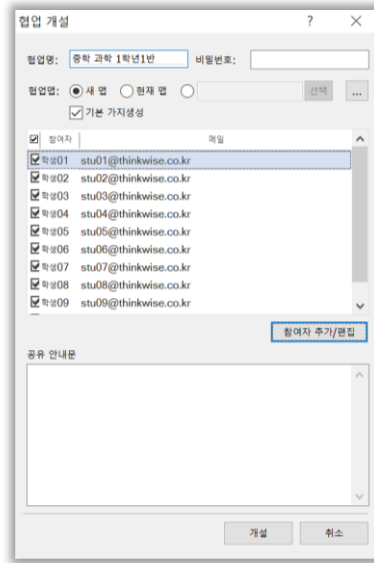 협업 개설 ?
협업명: 중학 과학 1학년1반 비밀번호:
협업맵: 새 맵 현재 맵 선택 ...
기본 가지생성
참여자 메일
학생01 stu01@thinkwise.co.kr
학생02 stu02@thinkwise.co.kr
학생03 stu03@thinkwise.co.kr
학생04 stu04@thinkwise.co.kr
학생05 stu05@thinkwise.co.kr
학생06 stu06@thinkwise.co.kr
학생07 stu07@thinkwise.co.kr
학생08 stu08@thinkwise.co.kr
학생09 stu09@thinkwise.co.kr
참여자 추가/편집
공유 안내문
개설 취소